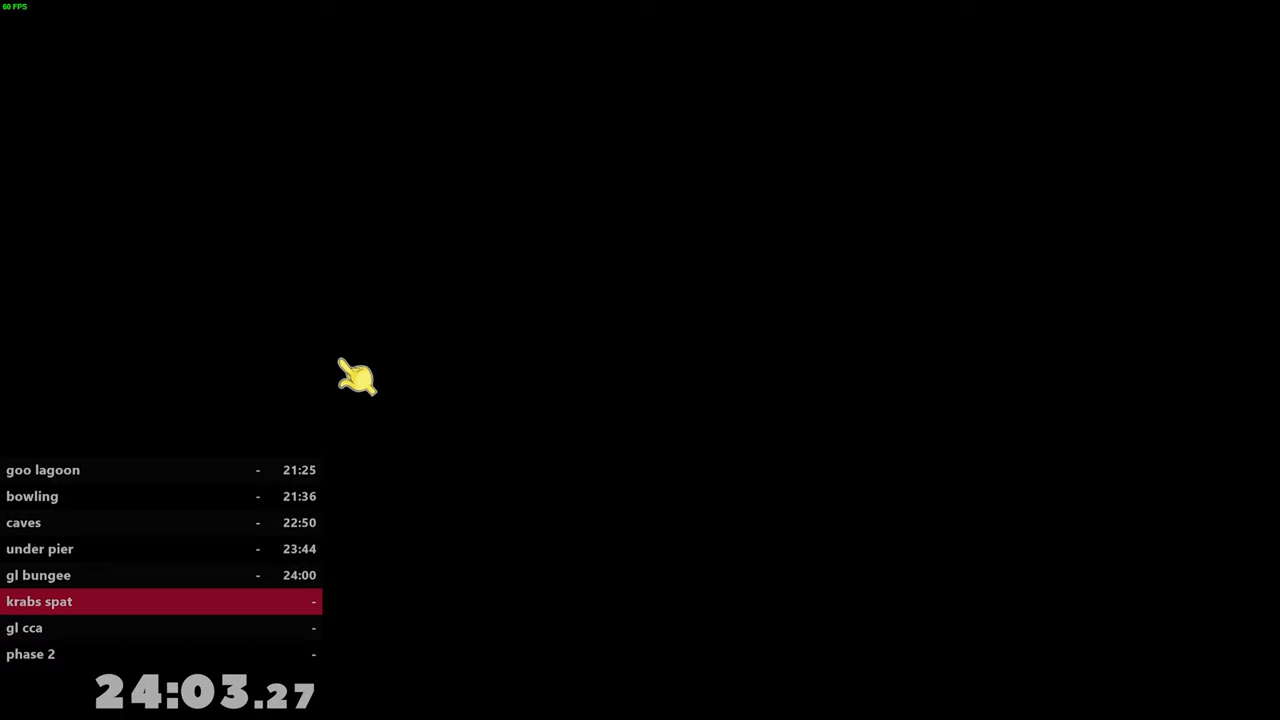 60 FPS
goo lagoon - 21:25
bowling - 21:36
caves - 22:50
under pier - 23:44
gl bungee - 24:00
krabs spat -
gl cca -
phase 2 -
24:03.27